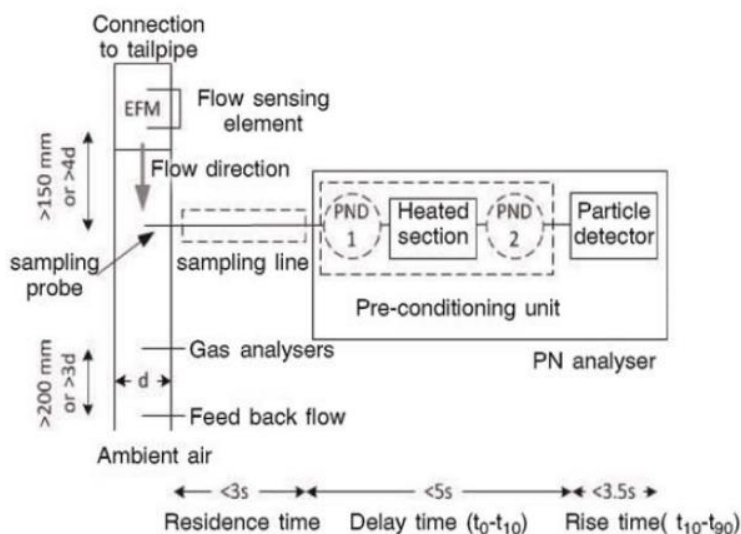 Connection
to tailpipe
EFM
Flow sensing
element
>150 mm
or >4d
Flow direction
PND
1
Heated
section
PND
2
Particle
detector
sampling
probe
sampling line
Pre-conditioning unit
PN analyser
Gas analysers
>200 mm
or >3d
d
Feed back flow
Ambient air
<3s
<5s
<3.5s
Residence time
Delay time (t₀-t₁₀)
Rise time( t₁₀-t₉₀)